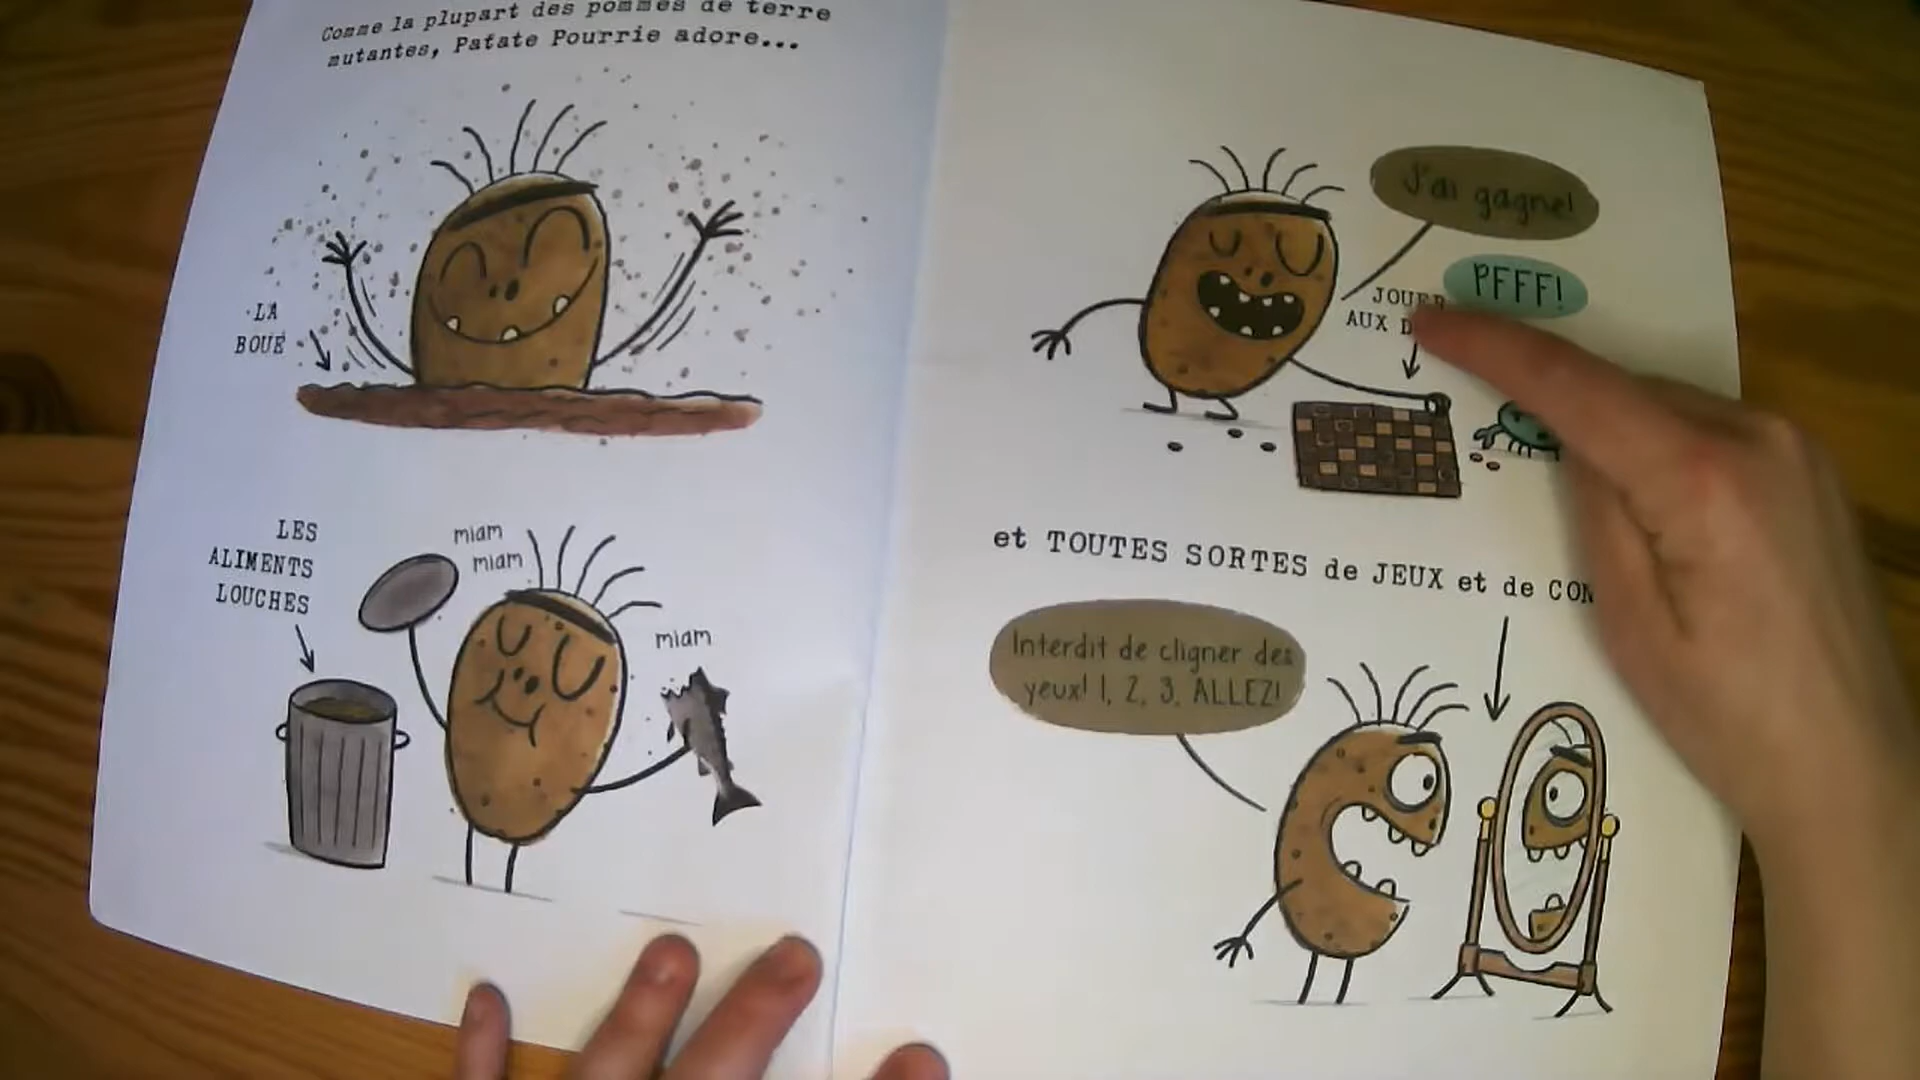 Comme la plupart des pommes de terre
mutantes, Patate Pourrie adore...
LA
BOUE
LES
ALIMENTS
LOUCHES
miam
miam
miam
J'ai gagné!
PFFF!
JOUER
AUX
et TOUTES SORTES de JEUX et de
Interdit de cligner des
yeux! 1, 2, 3, ALLEZ!